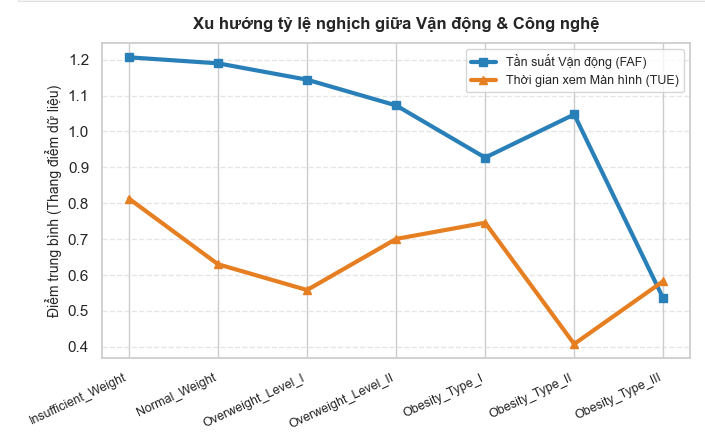 Xu hướng tỷ lệ nghịch giữa Vận động & Công nghệ
Tần suất Vận động (FAF)
Thời gian xem Màn hình (TUE)
Điểm trung bình (Thang điểm dữ liệu)
1.2
1.1
1.0
0.9
0.8
0.7
0.6
0.5
0.4
Insufficient_Weight
Normal_Weight
Overweight_Level_I
Overweight_Level_II
Obesity_Type_I
Obesity_Type_II
Obesity_Type_III